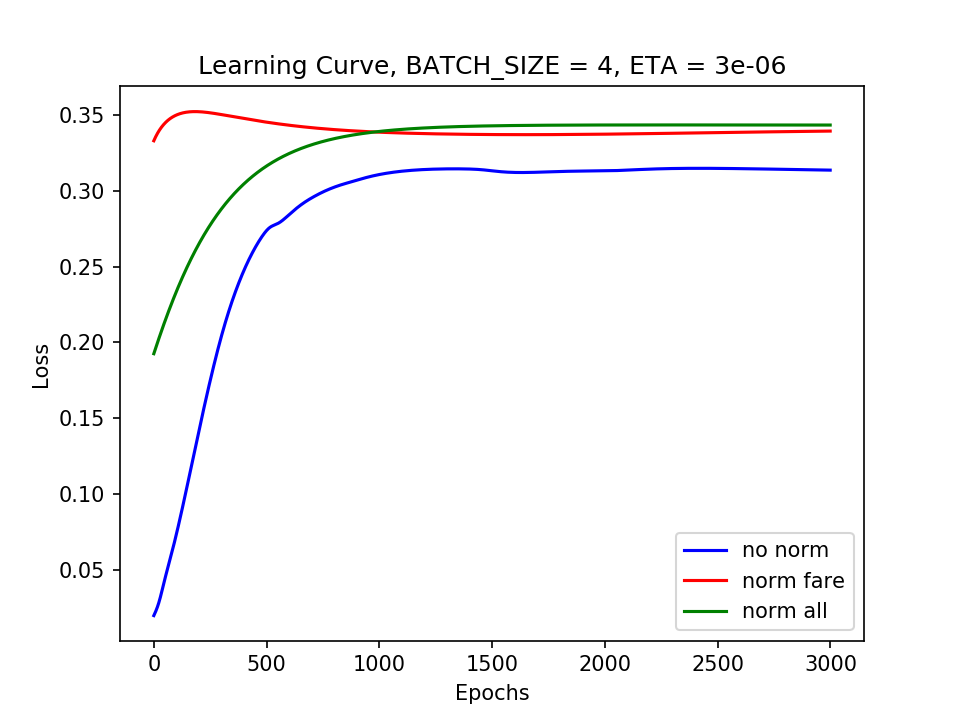 Learning Curve, BATCH_SIZE = 4, ETA = 3e-06
0.35
0.30
0.25
0.20
0.15
0.10
0.05
Loss
0 500 1000 1500 2000 2500 3000
Epochs
no norm
norm fare
norm all